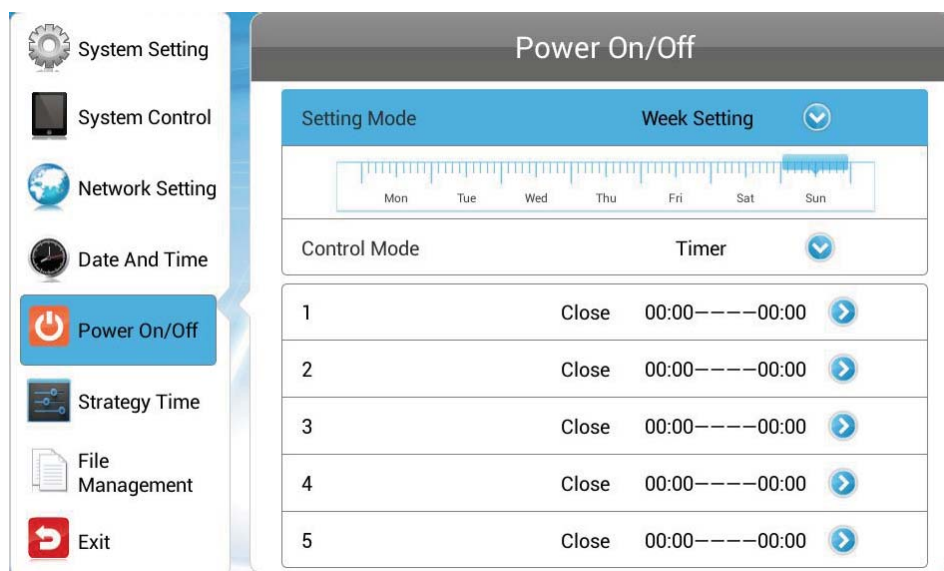 System Setting
System Control
Network Setting
Date And Time
Power On/Off
Strategy Time
File
Management
Exit
Power On/Off
Setting Mode Week Setting
Mon Tue Wed Thu Fri Sat Sun
Control Mode Timer
1 Close 00:00----00:00
2 Close 00:00----00:00
3 Close 00:00----00:00
4 Close 00:00----00:00
5 Close 00:00----00:00